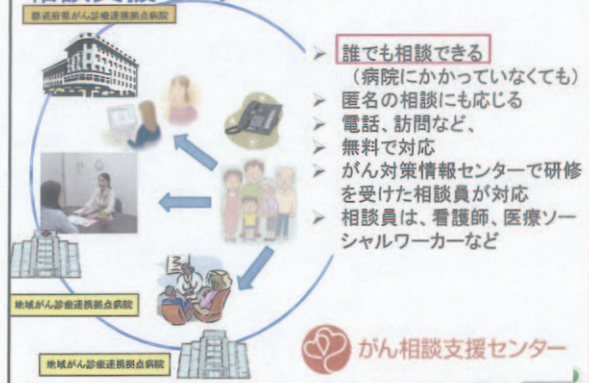 都道府県がん診療連携拠点病院
➢ 誰でも相談できる
（病院にかかっていなくても）
➢ 匿名の相談にも応じる
➢ 電話、訪問など、
➢ 無料で対応
➢ がん対策情報センターで研修
を受けた相談員が対応
➢ 相談員は、看護師、医療ソー
シャルワーカーなど
地域がん診療連携拠点病院
地域がん診療連携拠点病院
がん相談支援センター